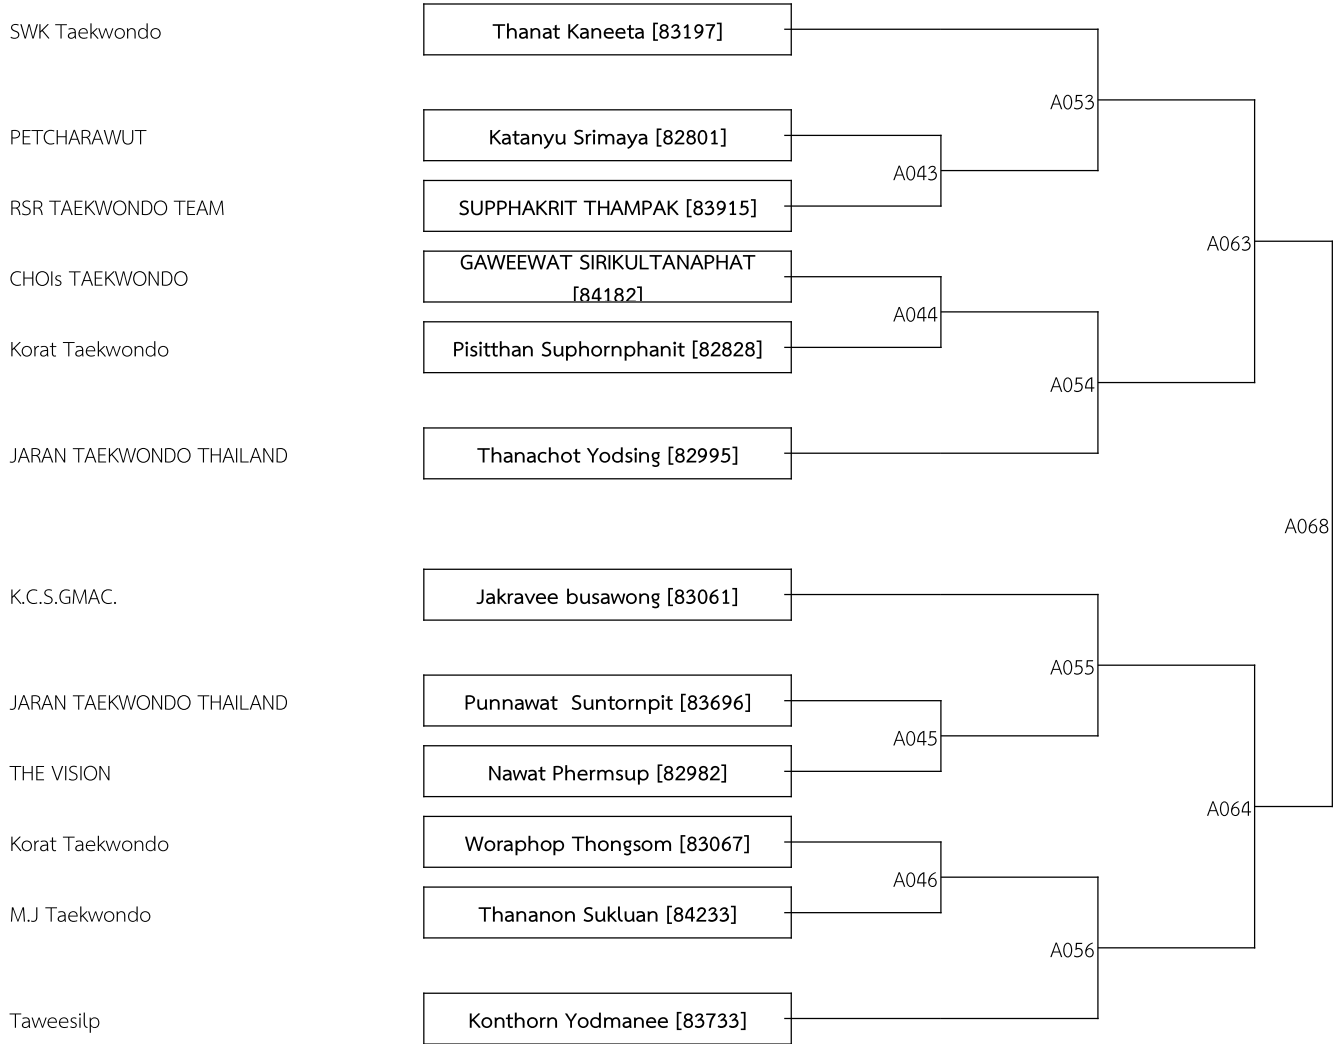 SWK Taekwondo
Thanat Kaneeta [83197]
A053
PETCHARAWUT
Katanyu Srimaya [82801]
A043
RSR TAEKWONDO TEAM
SUPPHAKRIT THAMPAK [83915]
A063
CHOIs TAEKWONDO
GAWEEWAT SIRIKULTANAPHAT
[84182]
A044
Korat Taekwondo
Pisitthan Suphornphanit [82828]
A054
JARAN TAEKWONDO THAILAND
Thanachot Yodsing [82995]
A068
K.C.S.GMAC.
Jakravee busawong [83061]
A055
JARAN TAEKWONDO THAILAND
Punnawat  Suntornpit [83696]
A045
THE VISION
Nawat Phermsup [82982]
A064
Korat Taekwondo
Woraphop Thongsom [83067]
A046
M.J Taekwondo
Thananon Sukluan [84233]
A056
Taweesilp
Konthorn Yodmanee [83733]